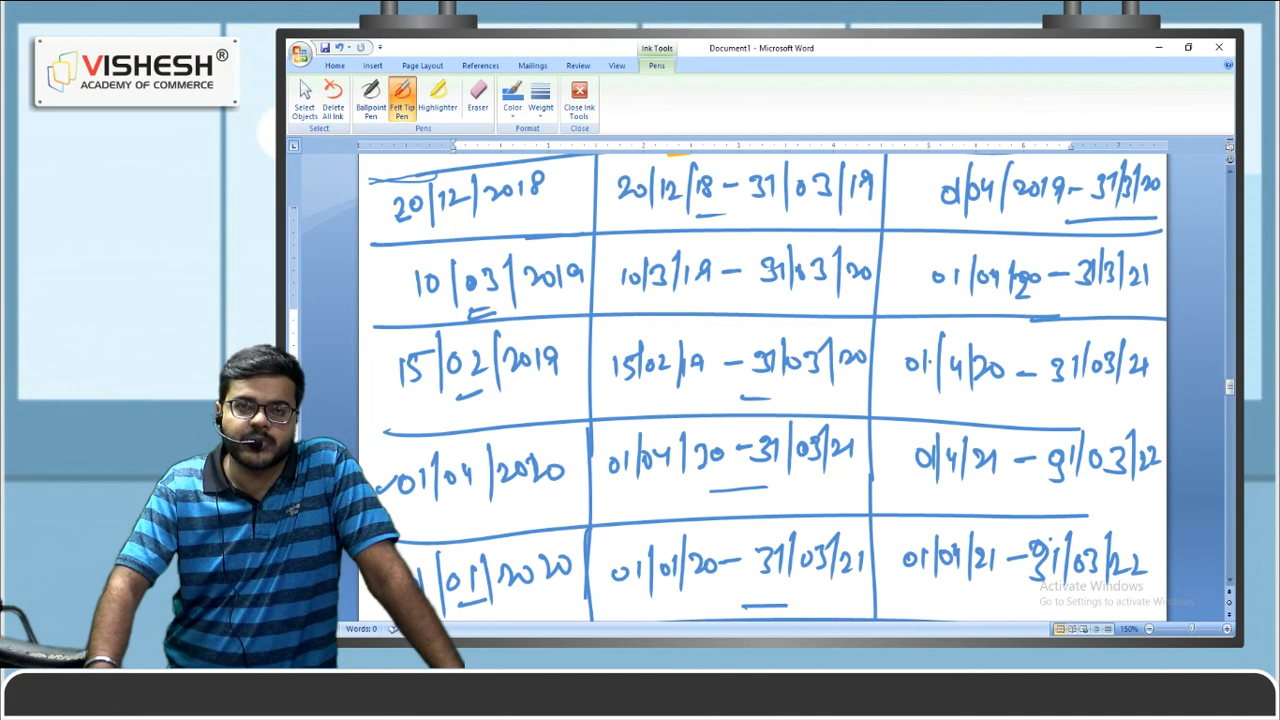 VISHESH®
ACADEMY OF COMMERCE
Ink Tools
Document1 - Microsoft Word
Home Insert Page Layout References Mailings Review View Pens
Select Objects Delete All Ink Ballpoint Pen Felt Tip Pen Highlighter Eraser Color Weight Close Ink Tools
Select Pens Format Close
20/12/2018 20/12/18 - 31/03/19 01/04/2019 - 31/3/20
10/03/2019 10/3/19 - 31/03/20 01/04/20 - 31/3/21
15/02/2019 15/02/19 - 31/03/20 01/4/20 - 31/03/21
01/04/2020 01/04/20 - 31/03/21 01/4/21 - 31/03/22
/01/2020 01/01/20 - 31/03/21 01/04/21 - 31/03/22
Activate Windows
Go to Settings to activate Windows.
Words: 0 150%